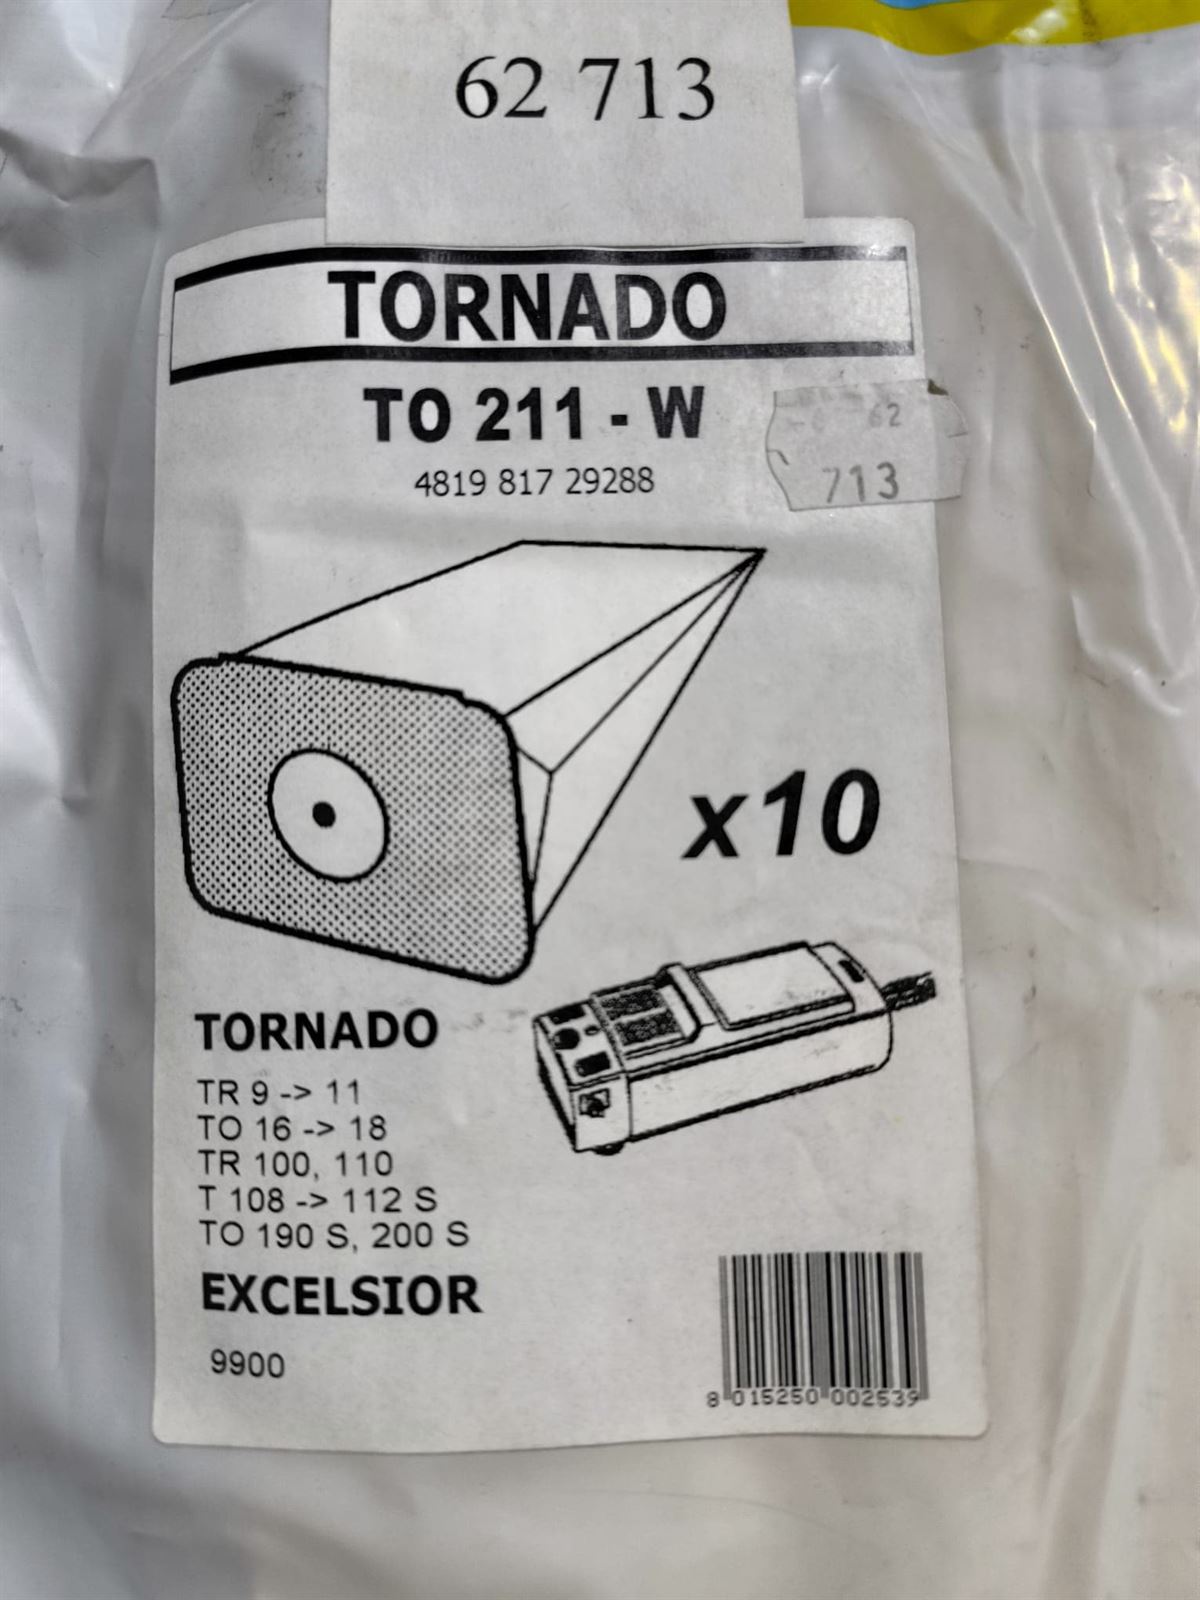 62 713
TORNADO
TO 211 - W
4819 817 29288
62
713
x10
TORNADO
TR 9 -> 11
TO 16 -> 18
TR 100, 110
T 108 -> 112 S
TO 190 S, 200 S
EXCELSIOR
9900
8 015250 002539